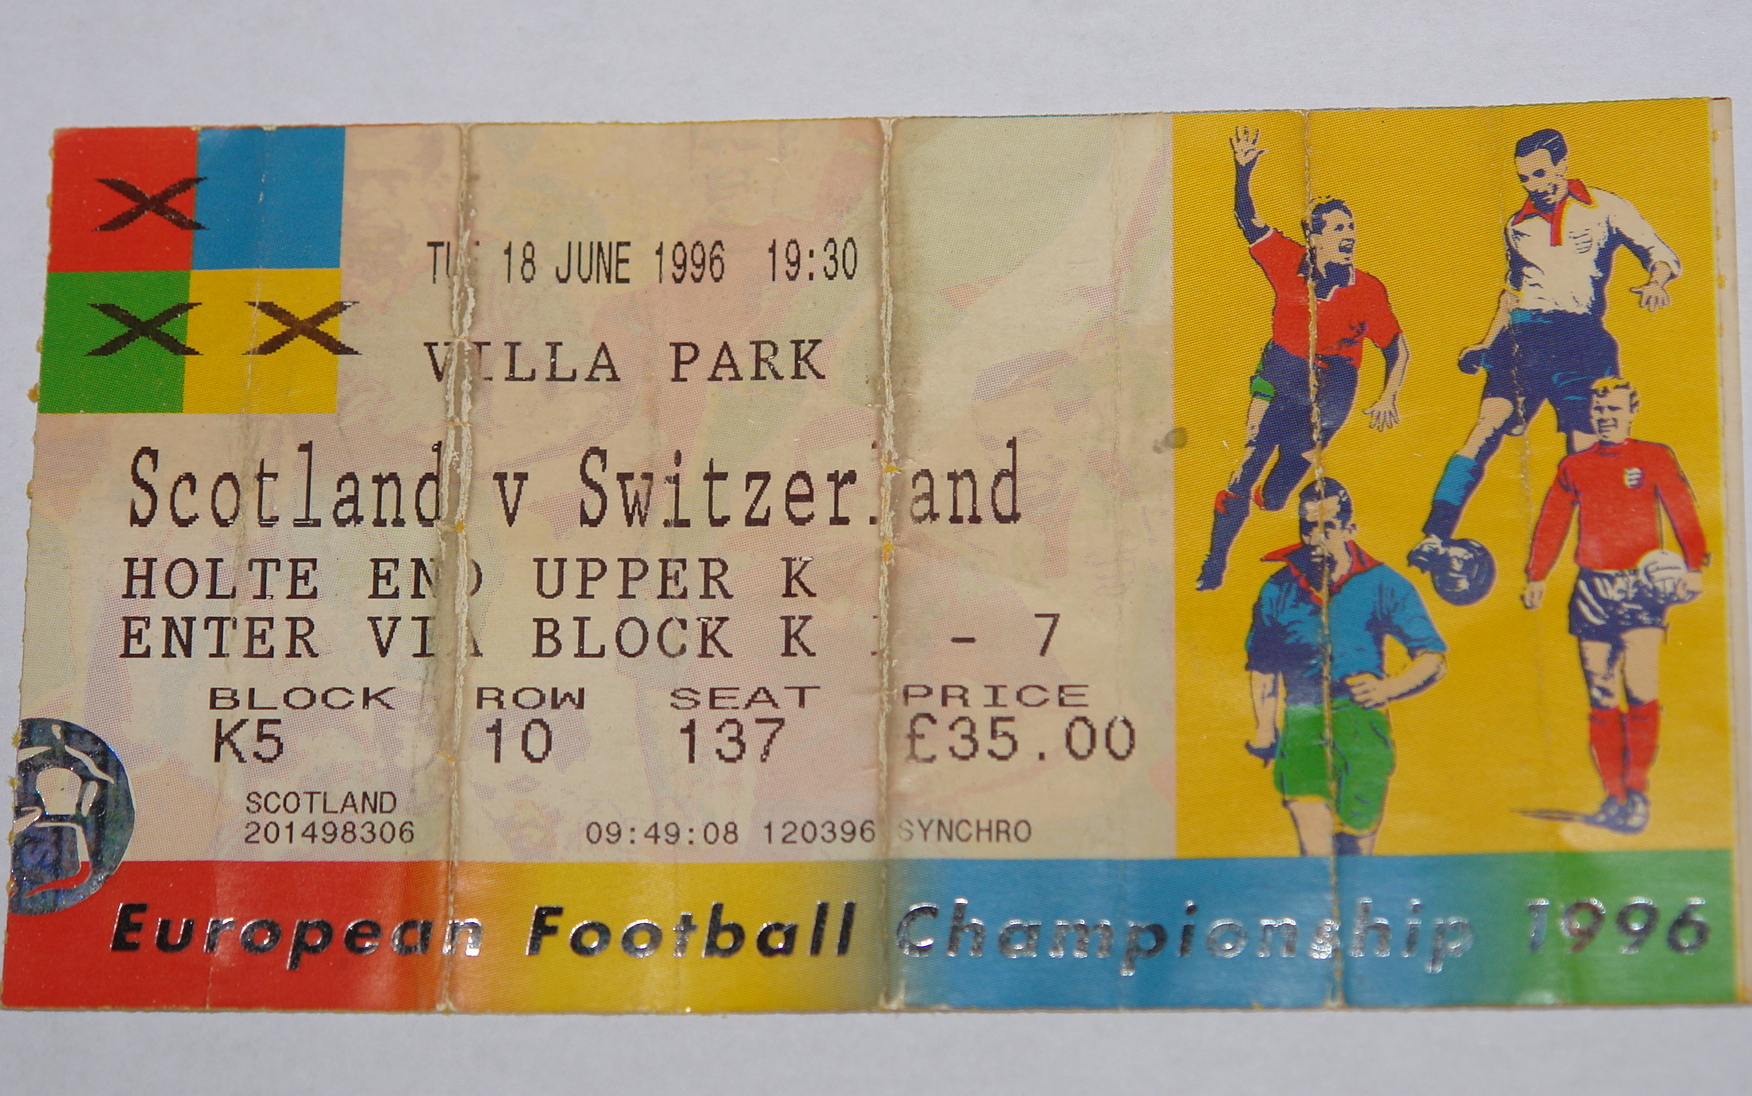 18 JUNE 1996 19:30
VILLA PARK
Scotland v Switzerland
HOLTE END UPPER K
ENTER VIA BLOCK K - 7
BLOCK ROW SEAT PRICE
K5 10 137 £35.00
SCOTLAND
201498306 09:49:08 120396 SYNCHRO
European Football Championship 1996